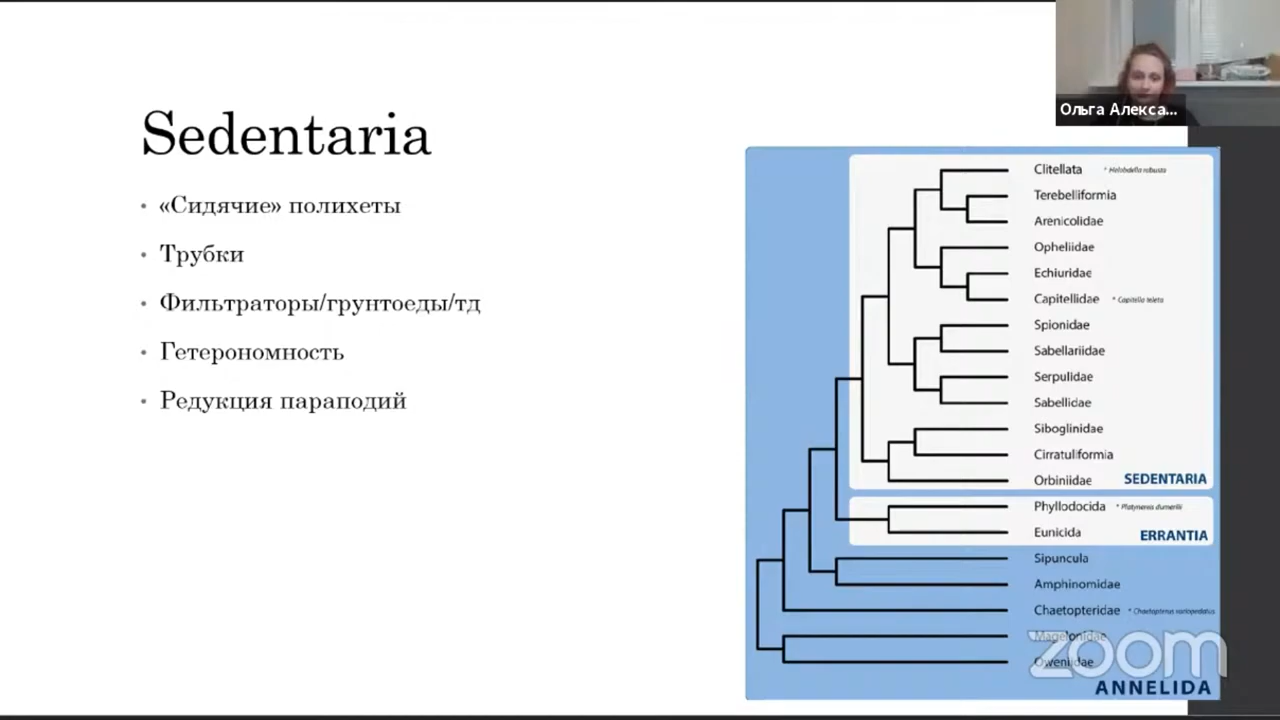 Ольга Алекса...
Sedentaria
• «Сидячие» полихеты
• Трубки
• Фильтраторы/грунтоеды/тд
• Гетерономность
• Редукция параподий
Clitellata * Helobdella robusta
Terebelliformia
Arenicolidae
Opheliidae
Echiuridae
Capitellidae * Capitella teleta
Spionidae
Sabellariidae
Serpulidae
Sabellidae
Siboglinidae
Cirratuliformia
Orbiniidae
SEDENTARIA
Phyllodocida * Platynereis dumerilii
Eunicida
ERRANTIA
Sipuncula
Amphinomidae
Chaetopteridae * Chaetopterus variopedatus
Magelonidae
Oweniidae
zoom
ANNELIDA